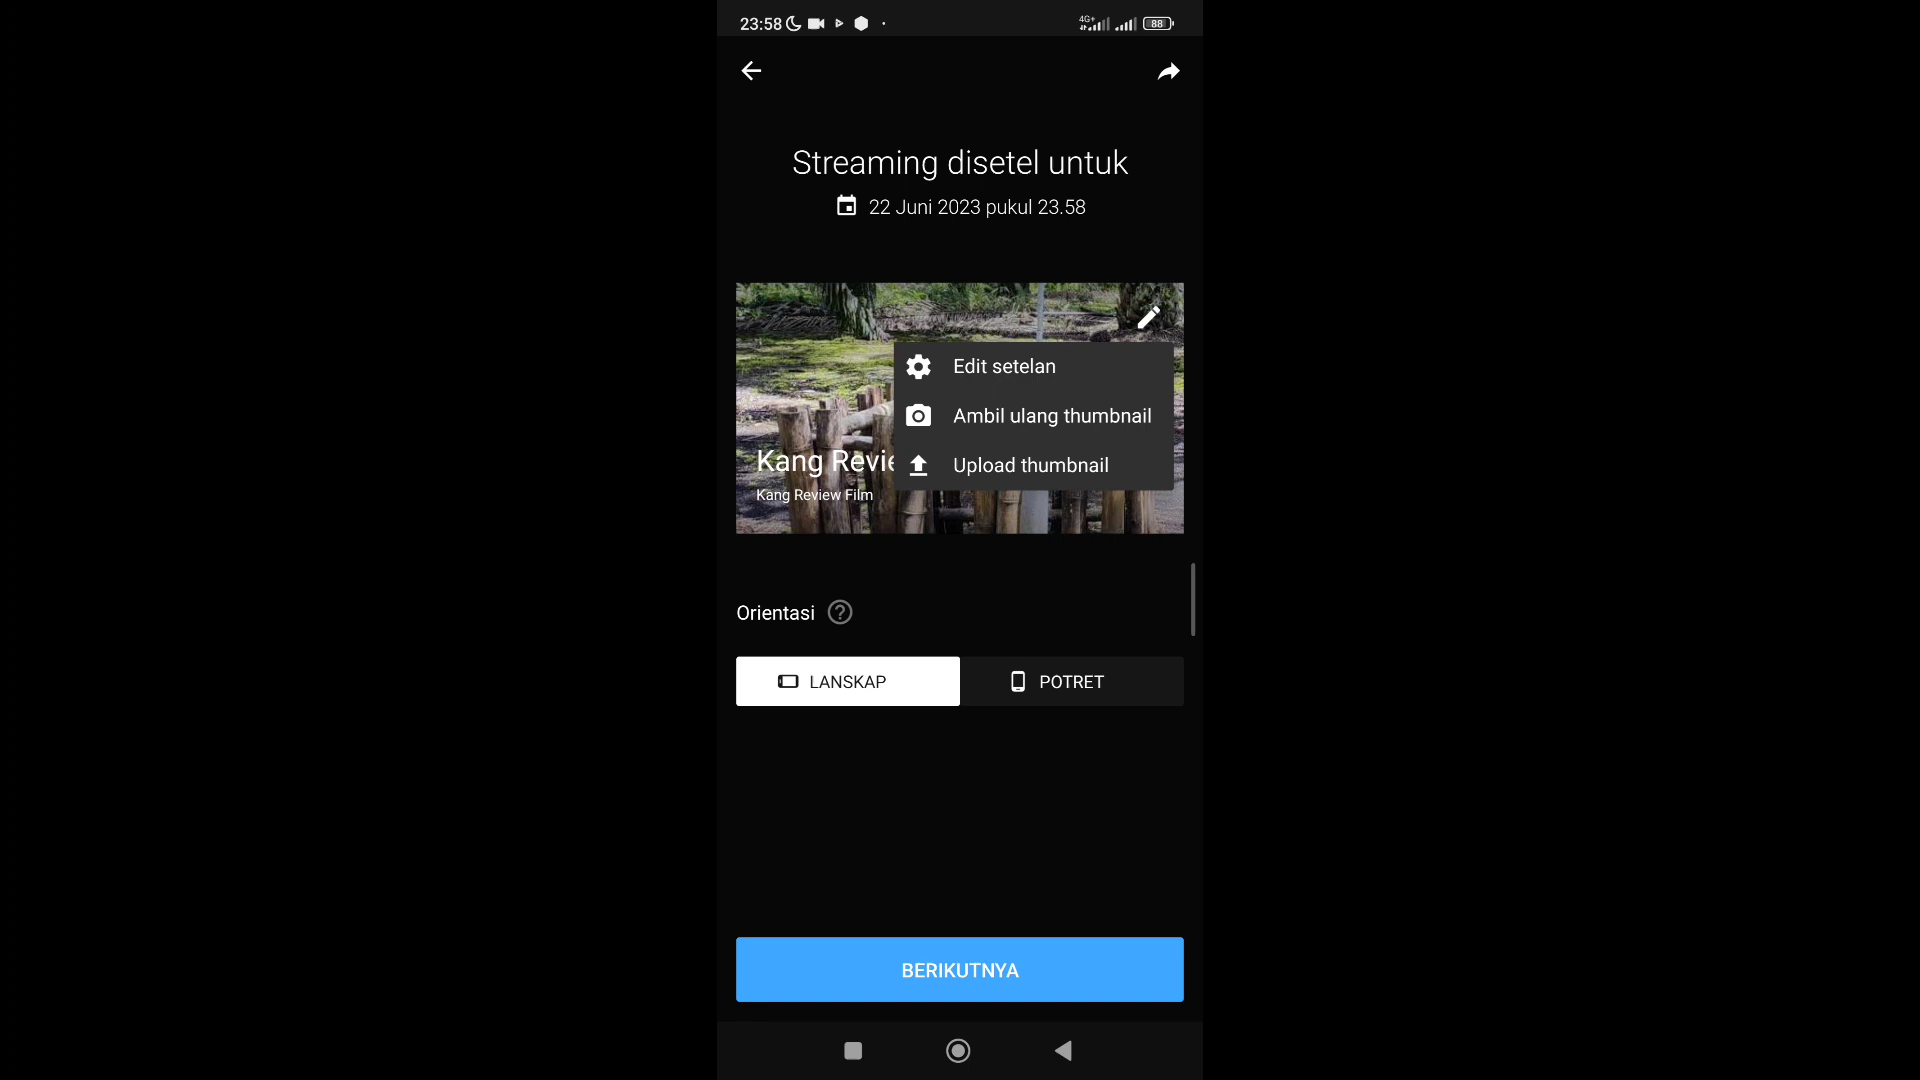 23:58
4G+
88
Streaming disetel untuk
22 Juni 2023 pukul 23.58
Edit setelan
Ambil ulang thumbnail
Kang Revie
Upload thumbnail
Kang Review Film
Orientasi
LANSKAP
POTRET
BERIKUTNYA